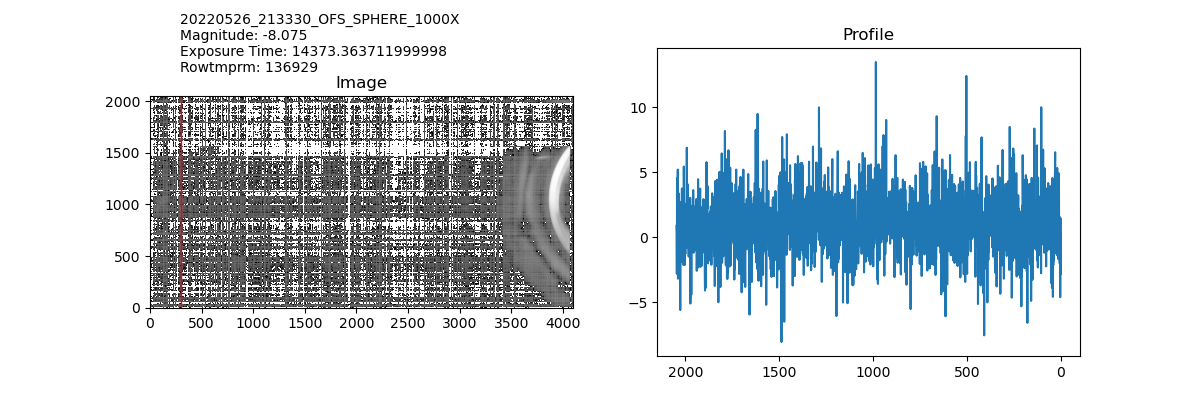 20220526_213330_OFS_SPHERE_1000X
Magnitude: -8.075
Exposure Time: 14373.363711999998
Rowtmprm: 136929
Image
2000
1500
1000
500
0
0 500 1000 1500 2000 2500 3000 3500 4000
Profile
10
5
0
−5
2000 1500 1000 500 0